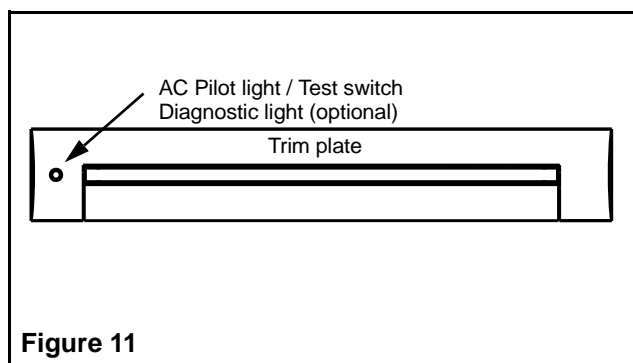 AC Pilot light / Test switch
Diagnostic light (optional)
Trim plate
Figure 11